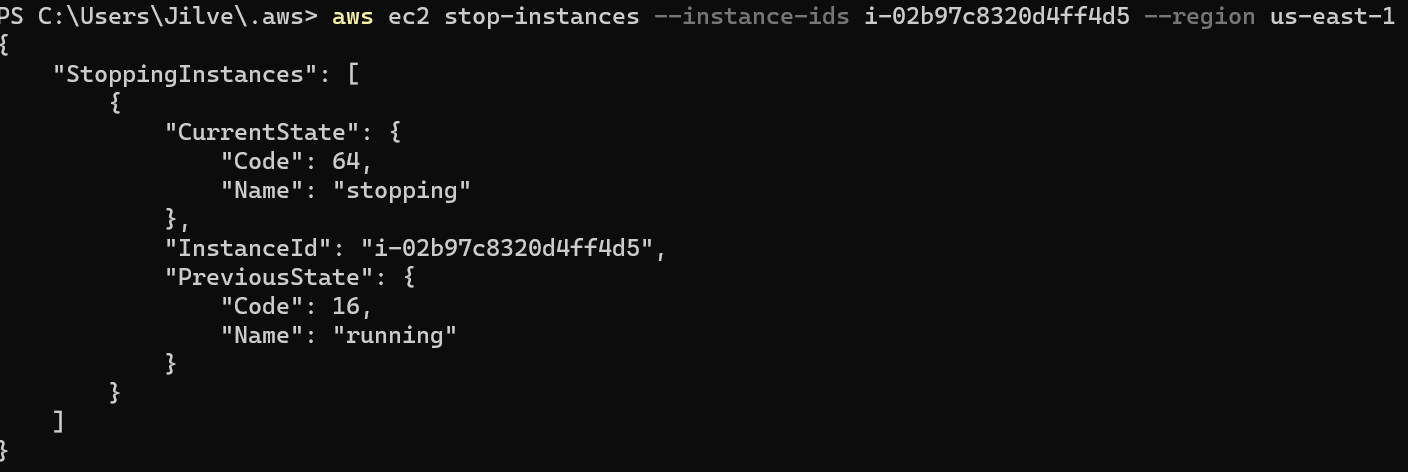 PS C:\Users\Jilve\.aws> aws ec2 stop-instances --instance-ids i-02b97c8320d4ff4d5 --region us-east-1
{
    "StoppingInstances": [
        {
            "CurrentState": {
                "Code": 64,
                "Name": "stopping"
            },
            "InstanceId": "i-02b97c8320d4ff4d5",
            "PreviousState": {
                "Code": 16,
                "Name": "running"
            }
        }
    ]
}